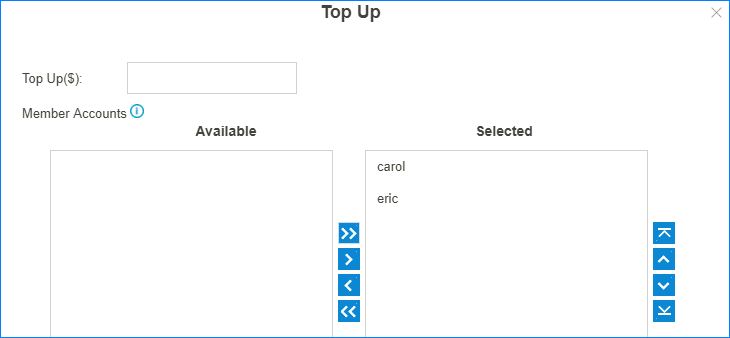 Top Up
Top Up($):
Member Accounts
Available
Selected
carol
eric